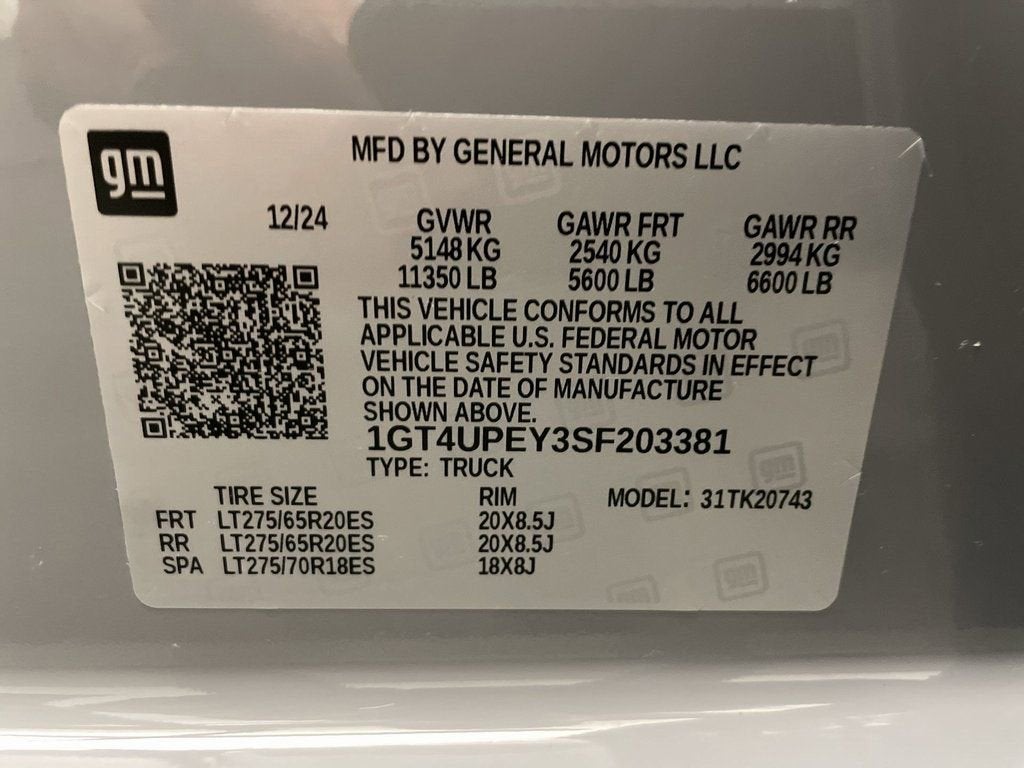 gm
MFD BY GENERAL MOTORS LLC
12/24 GVWR GAWR FRT GAWR RR
5148 KG 2540 KG 2994 KG
11350 LB 5600 LB 6600 LB
THIS VEHICLE CONFORMS TO ALL
APPLICABLE U.S. FEDERAL MOTOR
VEHICLE SAFETY STANDARDS IN EFFECT
ON THE DATE OF MANUFACTURE
SHOWN ABOVE.
1GT4UPEY3SF203381
TYPE: TRUCK
TIRE SIZE RIM MODEL: 31TK20743
FRT LT275/65R20ES 20X8.5J
RR LT275/65R20ES 20X8.5J
SPA LT275/70R18ES 18X8J